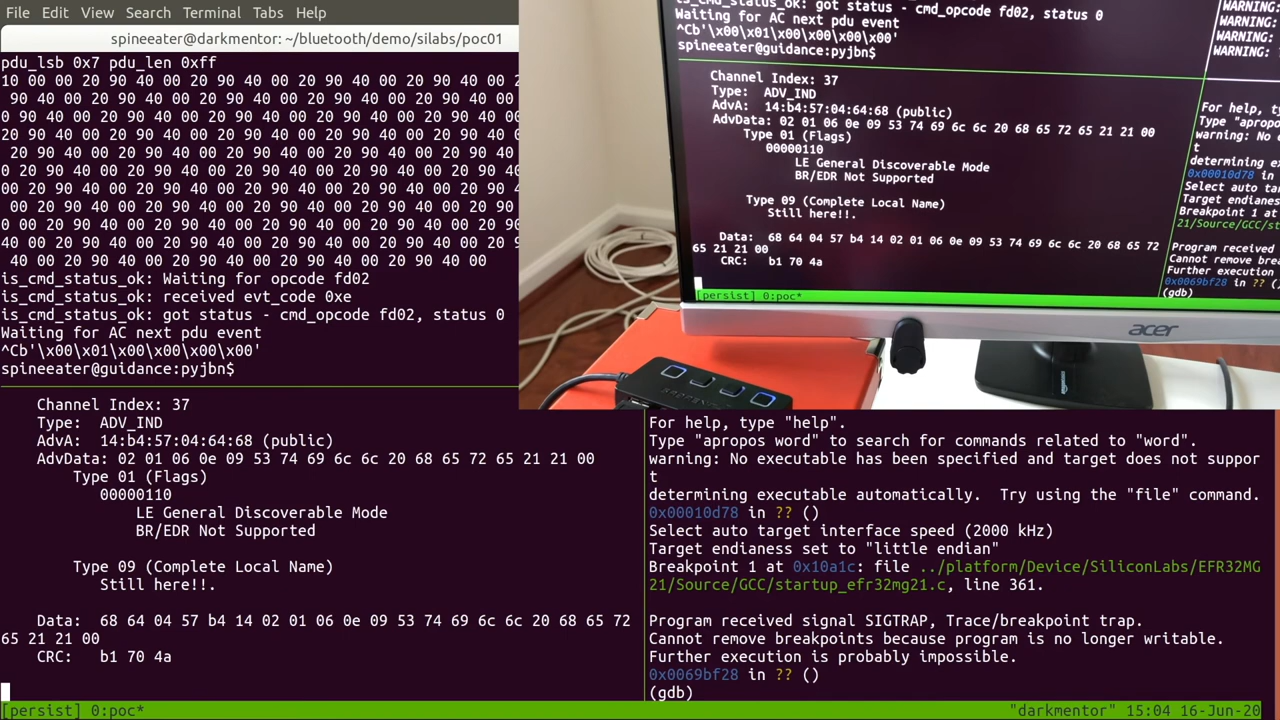 File Edit View Search Terminal Tabs Help
spineeater@darkmentor: ~/bluetooth/demo/silabs/poc01
pdu_lsb 0x7 pdu_len 0xff
10 00 00 20 90 40 00 20 90 40 00 20 90 40 00 20 90 40 00 2
 90 40 00 20 90 40 00 20 90 40 00 20 90 40 00 20 90 40 00
0 90 40 00 20 90 40 00 20 90 40 00 20 90 40 00 20 90 40 00
00 20 90 40 00 20 90 40 00 20 90 40 00 20 90 40 00 20 90 4
 20 90 40 00 20 90 40 00 20 90 40 00 20 90 40 00 20 90 40
40 00 20 90 40 00 20 90 40 00 20 90 40 00 20 90 40 00 20 9
00 20 90 40 00 20 90 40 00 20 90 40 00 20 90 40 00 20 90
 00 20 90 40 00 20 90 40 00 20 90 40 00 20 90 40 00 20 90
0 00 20 90 40 00 20 90 40 00 20 90 40 00 20 90 40 00 20 90
40 00 20 90 40 00 20 90 40 00 20 90 40 00 20 90 40 00 20 9
0 90 40 00 20 90 40 00 20 90 40 00 20 90 40 00
is_cmd_status_ok: Waiting for opcode fd02
is_cmd_status_ok: received evt_code 0xe
is_cmd_status_ok: got status - cmd_opcode fd02, status 0
Waiting for AC next pdu event
^Cb'\x00\x01\x00\x00\x00\x00'
spineeater@guidance:pyjbn$
is_cmd_status_ok: got status - cmd_opcode fd02, status 0
Waiting for AC next pdu event
^Cb'\x00\x01\x00\x00\x00\x00'
spineeater@guidance:pyjbn$
Channel Index: 37
Type: ADV_IND
AdvA: 14:b4:57:04:64:68 (public)
AdvData: 02 01 06 0e 09 53 74 69 6c 6c 20 68 65 72 65 21 21 00
Type 01 (Flags)
00000110
LE General Discoverable Mode
BR/EDR Not Supported
Type 09 (Complete Local Name)
Still here!!.
Data: 68 64 04 57 b4 14 02 01 06 0e 09 53 74 69 6c 6c 20 68 65 72
65 21 21 00
CRC: b1 70 4a
[persist] 0:poc*
WARNING:
WARNING:
WARNING:
WARNING:
For help, ty
Type "apropo
warning: No e
t
determining ex
0x00010d78 in
Select auto tar
Target endianes
Breakpoint 1 at
21/Source/GCC/st
Program received
Cannot remove brea
Further execution
0x0069bf28 in ?? ()
(gdb)
acer
Channel Index: 37
Type: ADV_IND
AdvA: 14:b4:57:04:64:68 (public)
AdvData: 02 01 06 0e 09 53 74 69 6c 6c 20 68 65 72 65 21 21 00
Type 01 (Flags)
00000110
LE General Discoverable Mode
BR/EDR Not Supported
Type 09 (Complete Local Name)
Still here!!.
Data: 68 64 04 57 b4 14 02 01 06 0e 09 53 74 69 6c 6c 20 68 65 72
65 21 21 00
CRC: b1 70 4a
For help, type "help".
Type "apropos word" to search for commands related to "word".
warning: No executable has been specified and target does not suppor
t
determining executable automatically. Try using the "file" command.
0x00010d78 in ?? ()
Select auto target interface speed (2000 kHz)
Target endianess set to "little endian"
Breakpoint 1 at 0x10a1c: file ../platform/Device/SiliconLabs/EFR32MG
21/Source/GCC/startup_efr32mg21.c, line 361.
Program received signal SIGTRAP, Trace/breakpoint trap.
Cannot remove breakpoints because program is no longer writable.
Further execution is probably impossible.
0x0069bf28 in ?? ()
(gdb)
[persist] 0:poc* "darkmentor" 15:04 16-Jun-20